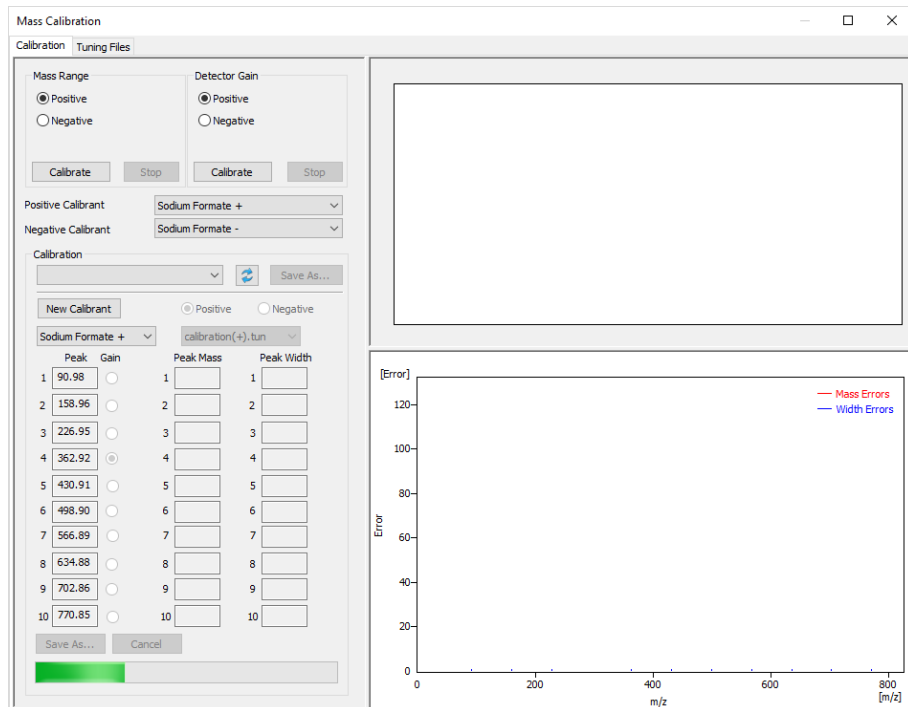 Mass Calibration
Calibration Tuning Files
Mass Range Detector Gain
Positive Positive
Negative Negative
Calibrate Stop Calibrate Stop
Positive Calibrant Sodium Formate +
Negative Calibrant Sodium Formate -
Calibration
Save As...
New Calibrant Positive Negative
Sodium Formate + calibration(+).tun
Peak Gain Peak Mass Peak Width
1 90.98 1 1
2 158.96 2 2
3 226.95 3 3
4 362.92 4 4
5 430.91 5 5
6 498.90 6 6
7 566.89 7 7
8 634.88 8 8
9 702.86 9 9
10 770.85 10 10
Save As... Cancel
[Error]
Mass Errors
Width Errors
120
100
80
60
40
20
0
Error
0 200 400 600 800
m/z [m/z]